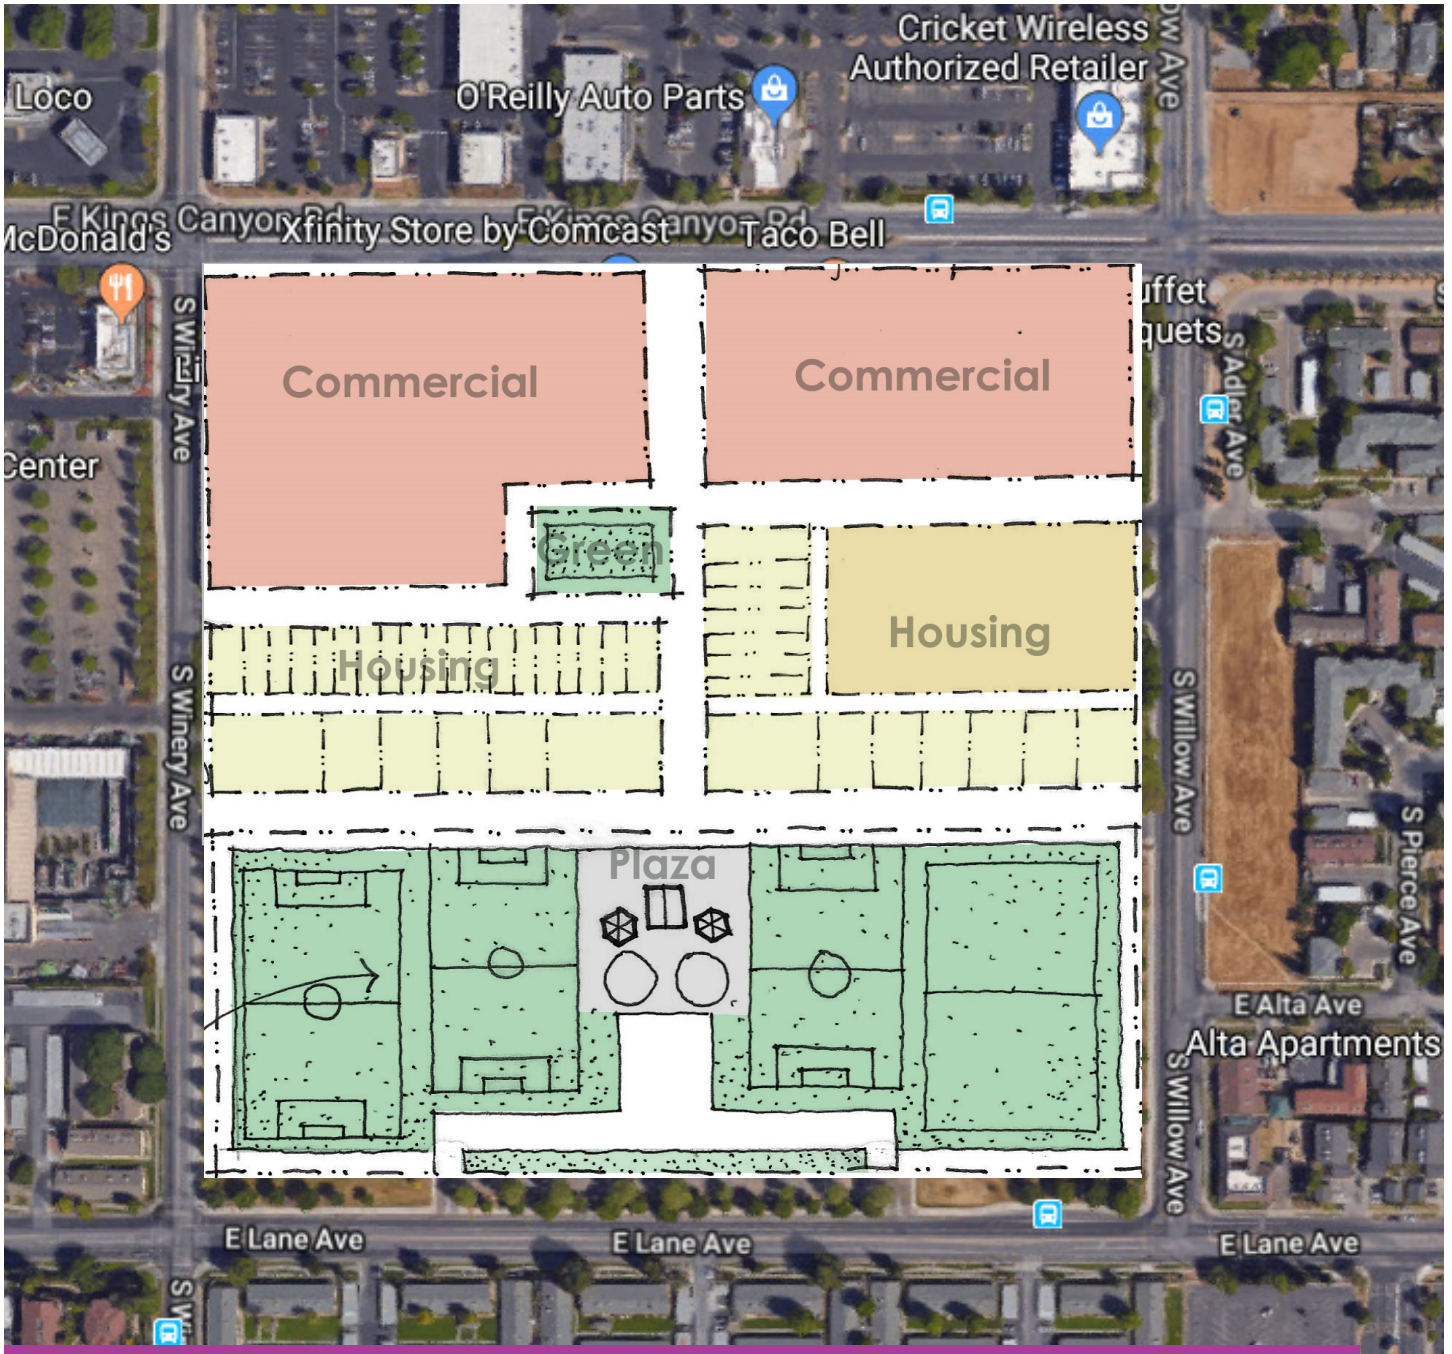 Cricket Wireless
Authorized Retailer
Loco
O'Reilly Auto Parts
E Kings Canyon Rd
E Kings Canyon Rd
McDonald's
Xfinity Store by Comcast
Taco Bell
S Winery Ave
uffet
quets
S Adler Ave
Commercial
Commercial
Center
Green
Housing
Housing
S Winery Ave
S Willow Ave
S Pierce Ave
Plaza
E Alta Ave
Alta Apartments
S Willow Ave
E Lane Ave
E Lane Ave
E Lane Ave